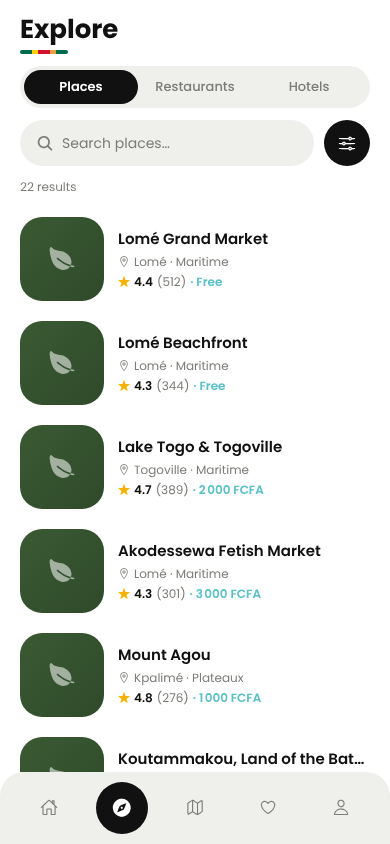 Explore
Places Restaurants Hotels
Search places...
22 results
Lomé Grand Market
Lomé · Maritime
4.4 (512) · Free
Lomé Beachfront
Lomé · Maritime
4.3 (344) · Free
Lake Togo & Togoville
Togoville · Maritime
4.7 (389) · 2 000 FCFA
Akodessewa Fetish Market
Lomé · Maritime
4.3 (301) · 3 000 FCFA
Mount Agou
Kpalimé · Plateaux
4.8 (276) · 1 000 FCFA
Koutammakou, Land of the Bat...